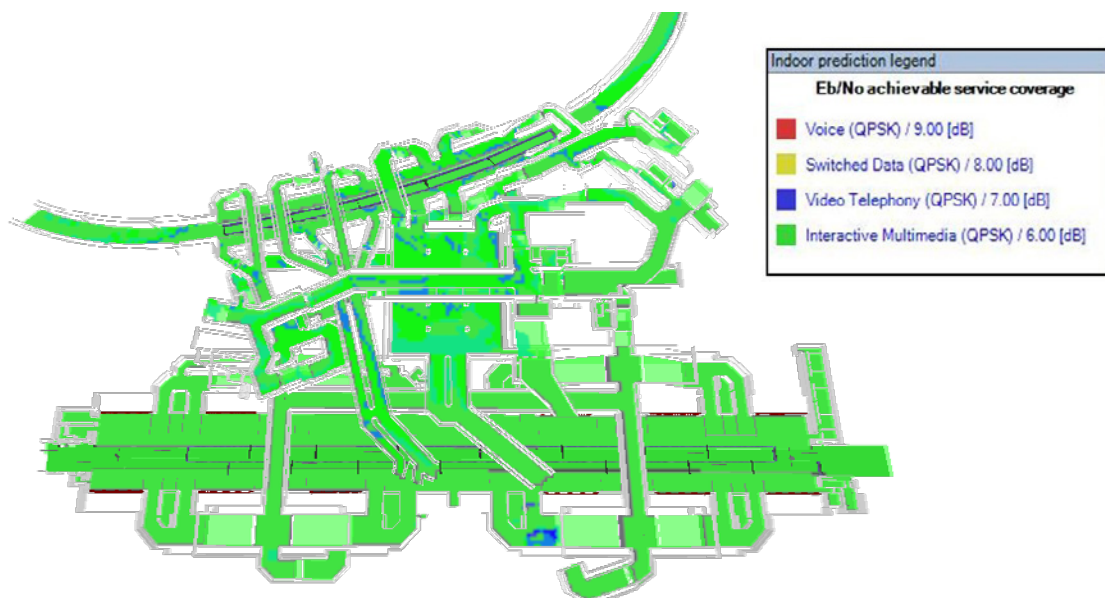 Indoor prediction legend
Eb/No achievable service coverage
Voice (QPSK) / 9.00 [dB]
Switched Data (QPSK) / 8.00 [dB]
Video Telephony (QPSK) / 7.00 [dB]
Interactive Multimedia (QPSK) / 6.00 [dB]